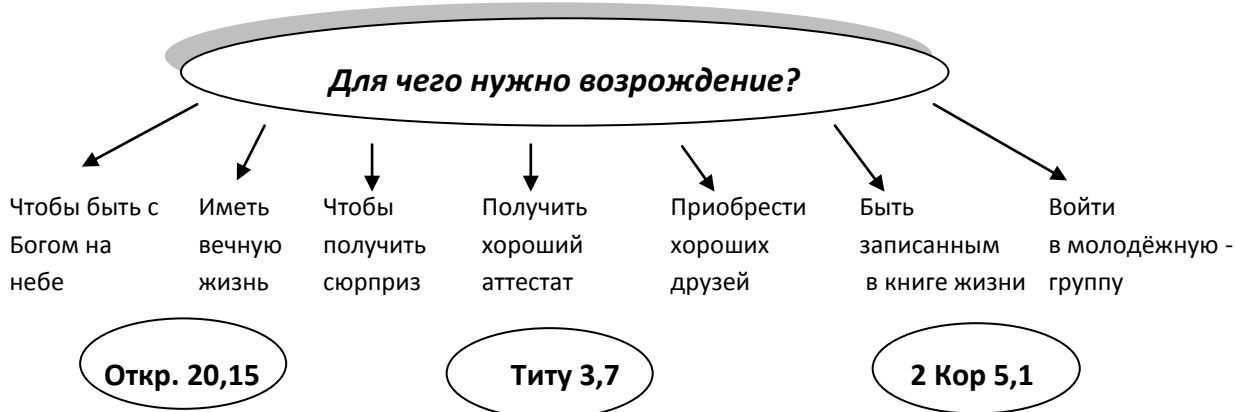 Для чего нужно возрождение?
Чтобы быть с
Богом на
небе
Иметь
вечную
жизнь
Чтобы
получить
сюрприз
Получить
хороший
аттестат
Приобрести
хороших
друзей
Быть
записанным
в книге жизни
Войти
в молодёжную -
группу
Откр. 20,15
Титу 3,7
2 Кор 5,1